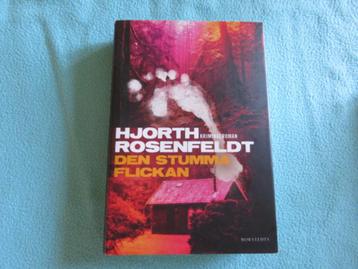 HJORTH
KRIMINALROMAN
ROSENFELDT
DEN STUMMA
FLICKAN
NORSTEDTS